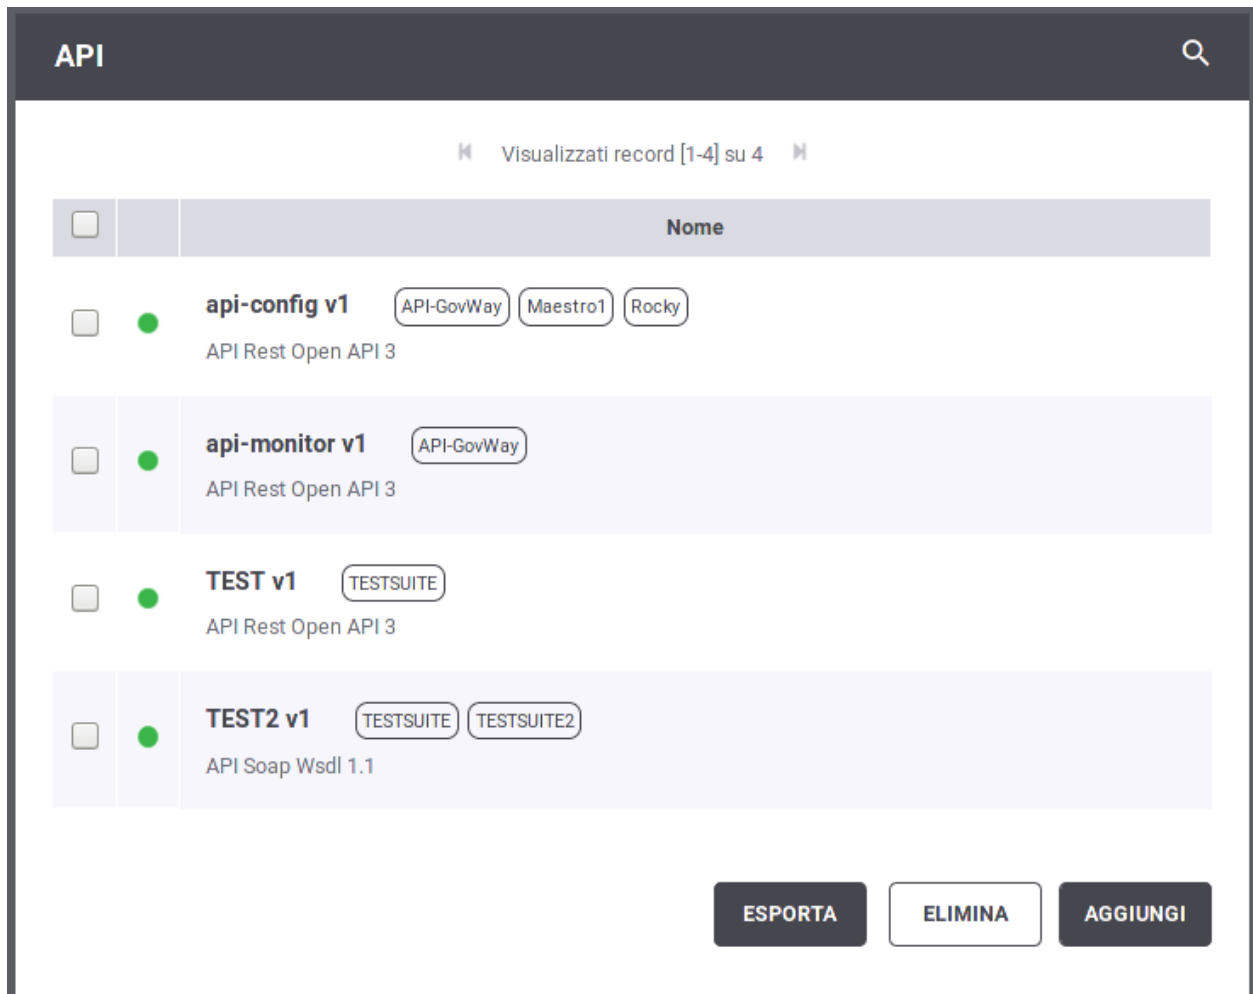 API
Visualizzati record [1-4] su 4
Nome
api-config v1 API-GovWay Maestro1 Rocky
API Rest Open API 3
api-monitor v1 API-GovWay
API Rest Open API 3
TEST v1 TESTSUITE
API Rest Open API 3
TEST2 v1 TESTSUITE TESTSUITE2
API Soap Wsdl 1.1
ESPORTA ELIMINA AGGIUNGI